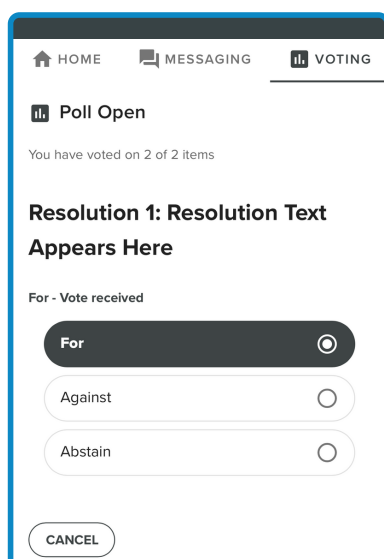 HOME MESSAGING VOTING
Poll Open
You have voted on 2 of 2 items
Resolution 1: Resolution Text
Appears Here
For - Vote received
For
Against
Abstain
CANCEL